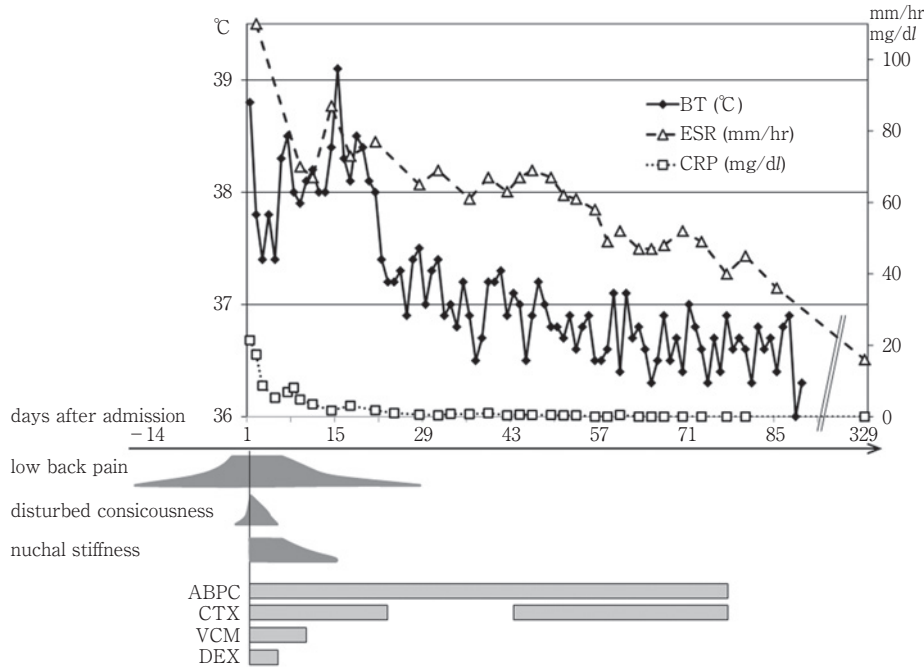 ℃
mm/hr
mg/dl
39
38
37
36
100
80
60
40
20
0
BT (℃)
ESR (mm/hr)
CRP (mg/dl)
days after admission
−14 1 15 29 43 57 71 85 329
low back pain
disturbed consicousness
nuchal stiffness
ABPC
CTX
VCM
DEX